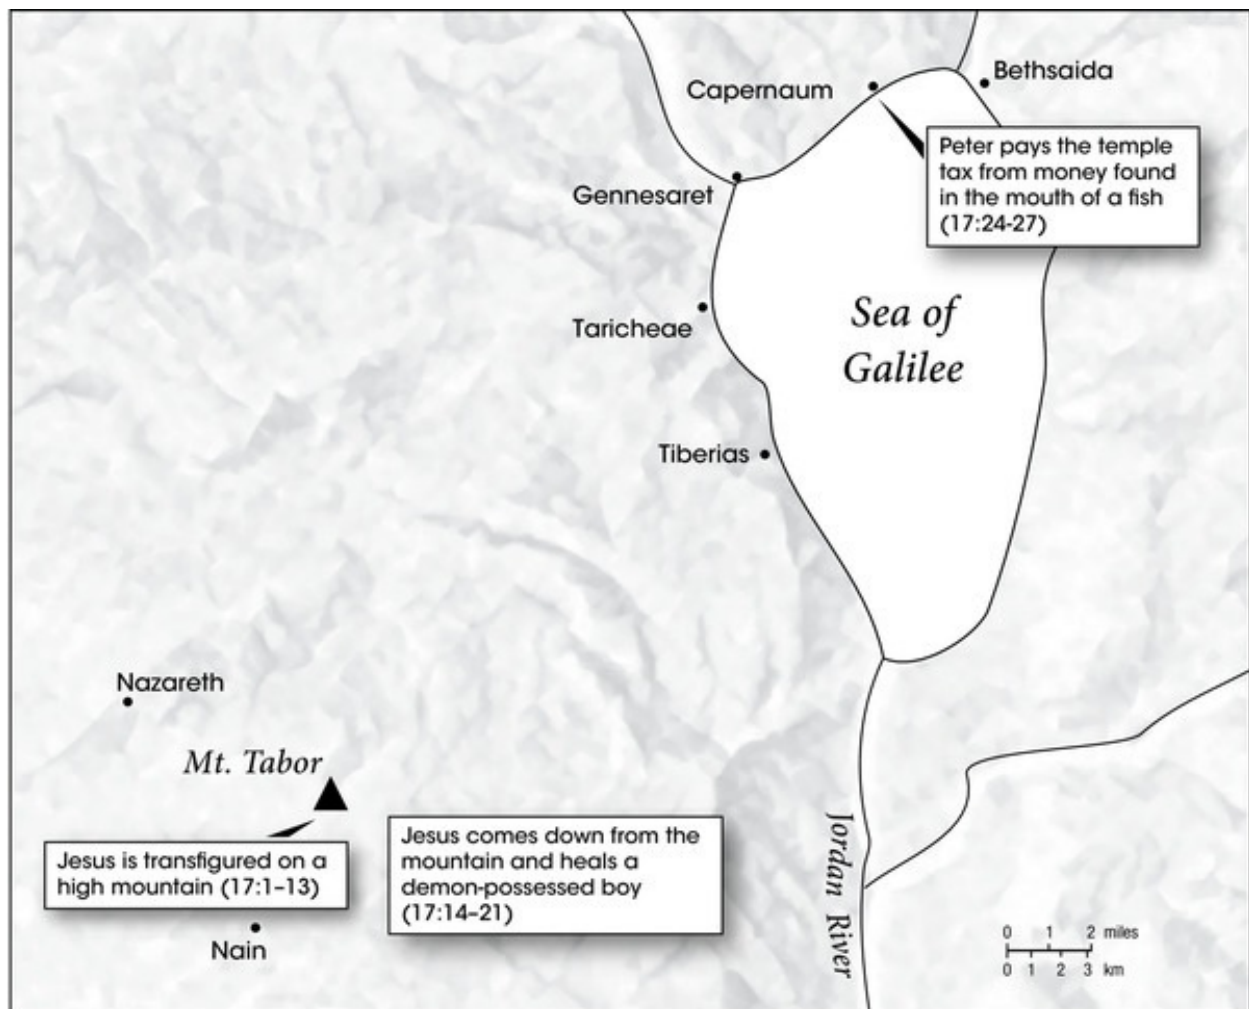 Bethsaida
Capernaum
Peter pays the temple
tax from money found
in the mouth of a fish
(17:24-27)
Gennesaret
Sea of
Galilee
Taricheae
Tiberias
Nazareth
Mt. Tabor
Jesus is transfigured on a
high mountain (17:1–13)
Jesus comes down from the
mountain and heals a
demon-possessed boy
(17:14–21)
Nain
Jordan River
0 1 2 miles
0 1 2 3 km